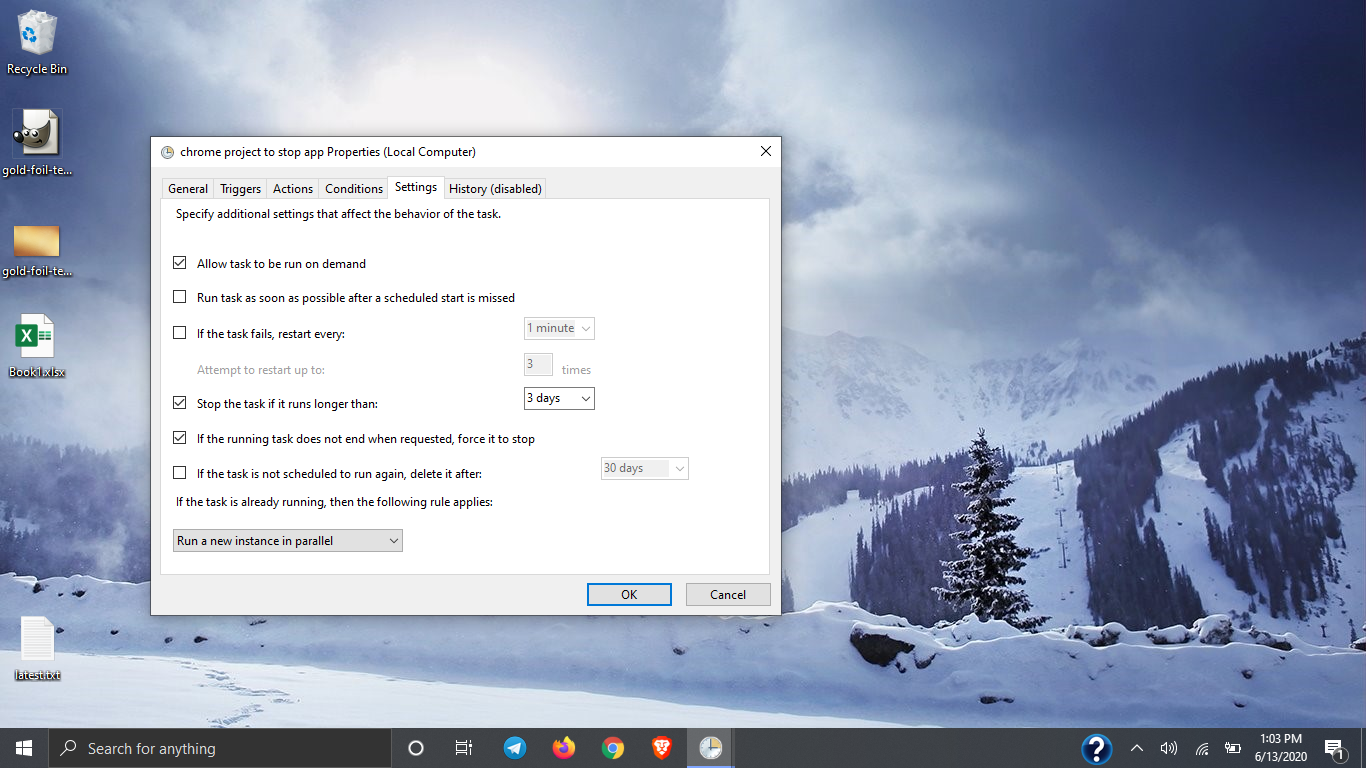 Recycle Bin
gold-foil-te...
gold-foil-te...
Book1.xlsx
latest.txt
chrome project to stop app Properties (Local Computer)
General Triggers Actions Conditions Settings History (disabled)
Specify additional settings that affect the behavior of the task.
Allow task to be run on demand
Run task as soon as possible after a scheduled start is missed
If the task fails, restart every: 1 minute
Attempt to restart up to: 3 times
Stop the task if it runs longer than: 3 days
If the running task does not end when requested, force it to stop
If the task is not scheduled to run again, delete it after: 30 days
If the task is already running, then the following rule applies:
Run a new instance in parallel
OK Cancel
Search for anything
1:03 PM
6/13/2020
1